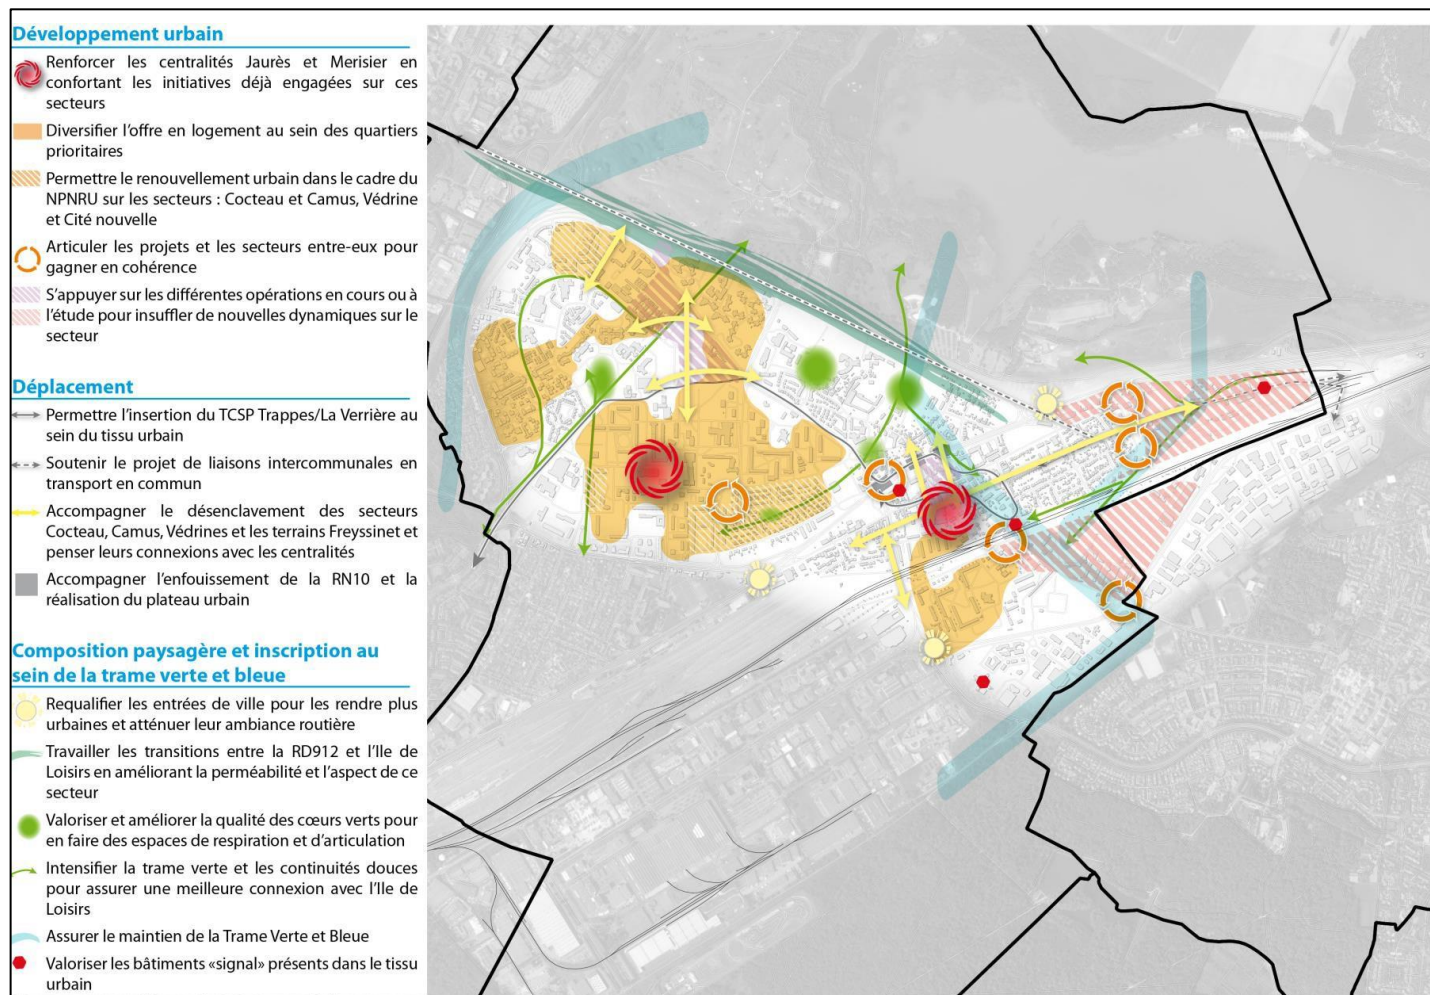 Développement urbain
Renforcer les centralités Jaurès et Merisier en
confortant les initiatives déjà engagées sur ces
secteurs
Diversifier l'offre en logement au sein des quartiers
prioritaires
Permettre le renouvellement urbain dans le cadre du
NPNRU sur les secteurs : Cocteau et Camus, Védrine
et Cité nouvelle
Articuler les projets et les secteurs entre-eux pour
gagner en cohérence
S'appuyer sur les différentes opérations en cours ou à
l'étude pour insuffler de nouvelles dynamiques sur le
secteur
Déplacement
Permettre l'insertion du TCSP Trappes/La Verrière au
sein du tissu urbain
Soutenir le projet de liaisons intercommunales en
transport en commun
Accompagner le désenclavement des secteurs
Cocteau, Camus, Védrines et les terrains Freyssinet et
penser leurs connexions avec les centralités
Accompagner l'enfouissement de la RN10 et la
réalisation du plateau urbain
Composition paysagère et inscription au
sein de la trame verte et bleue
Requalifier les entrées de ville pour les rendre plus
urbaines et atténuer leur ambiance routière
Travailler les transitions entre la RD912 et l'Ile de
Loisirs en améliorant la perméabilité et l'aspect de ce
secteur
Valoriser et améliorer la qualité des cœurs verts pour
en faire des espaces de respiration et d'articulation
Intensifier la trame verte et les continuités douces
pour assurer une meilleure connexion avec l'Ile de
Loisirs
Assurer le maintien de la Trame Verte et Bleue
Valoriser les bâtiments «signal» présents dans le tissu
urbain